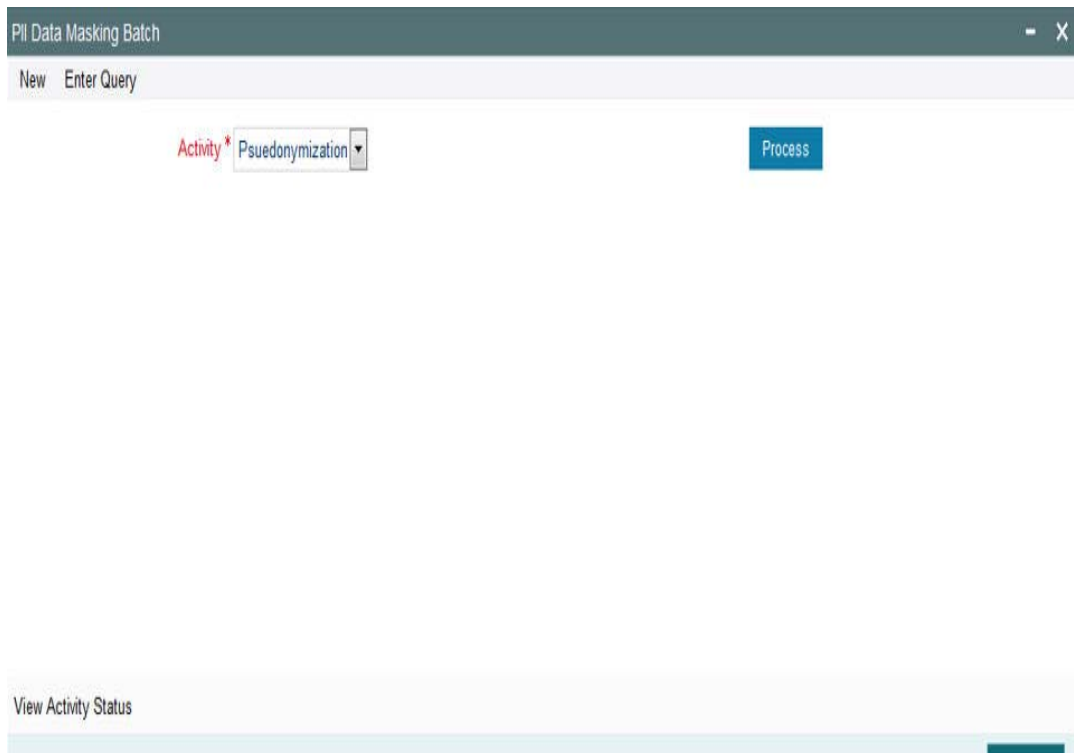 PII Data Masking Batch
New Enter Query
Activity * Psuedonymization Process
View Activity Status